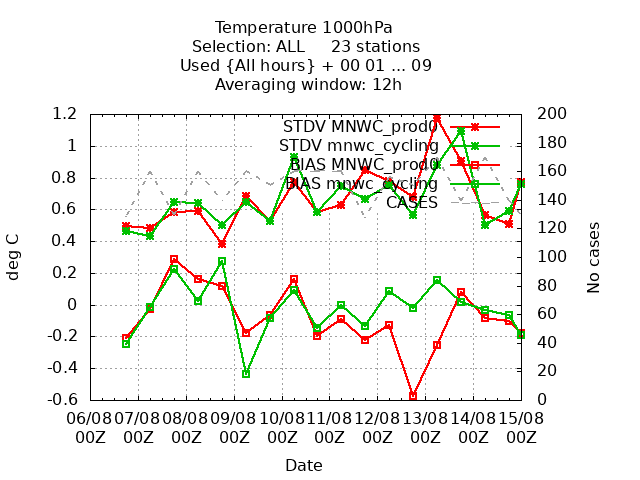 Temperature 1000hPa
Selection: ALL 23 stations
Used {All hours} + 00 01 ... 09
Averaging window: 12h
STDV MNWC_prod0
STDV mnwc_cycling
BIAS MNWC_prod0
BIAS mnwc_cycling
CASES
deg C
1.2
1
0.8
0.6
0.4
0.2
0
-0.2
-0.4
-0.6
No cases
200
180
160
140
120
100
80
60
40
20
0
06/08 07/08 08/08 09/08 10/08 11/08 12/08 13/08 14/08 15/08
00Z 00Z 00Z 00Z 00Z 00Z 00Z 00Z 00Z 00Z
Date